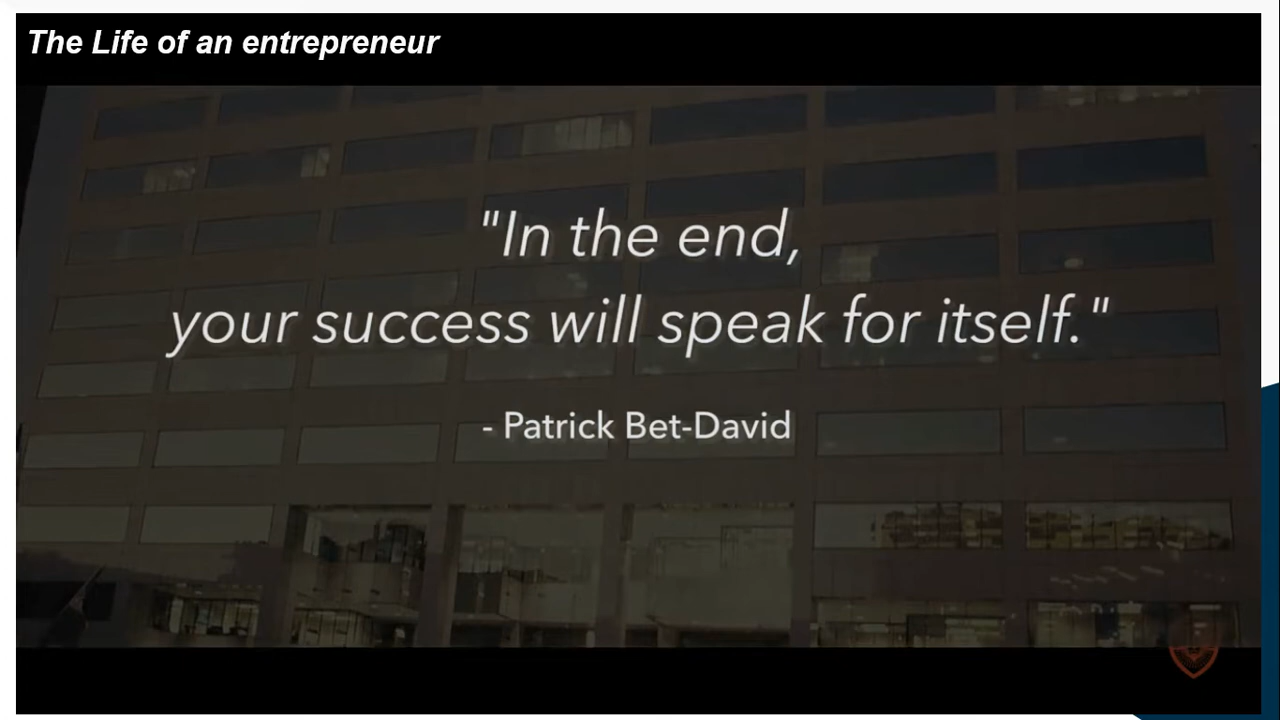 The Life of an entrepreneur
"In the end,
your success will speak for itself."
- Patrick Bet-David